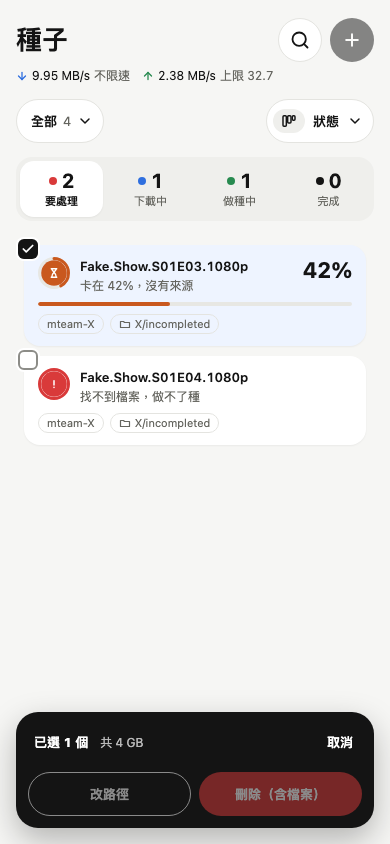 種子
9.95 MB/s 不限速 2.38 MB/s 上限 32.7
全部 4
狀態
2 1 1 0
要處理 下載中 做種中 完成
Fake.Show.S01E03.1080p 42%
卡在 42%，沒有來源
mteam-X X/incompleted
Fake.Show.S01E04.1080p
找不到檔案，做不了種
mteam-X X/incompleted
已選 1 個 共 4 GB 取消
改路徑 刪除（含檔案）